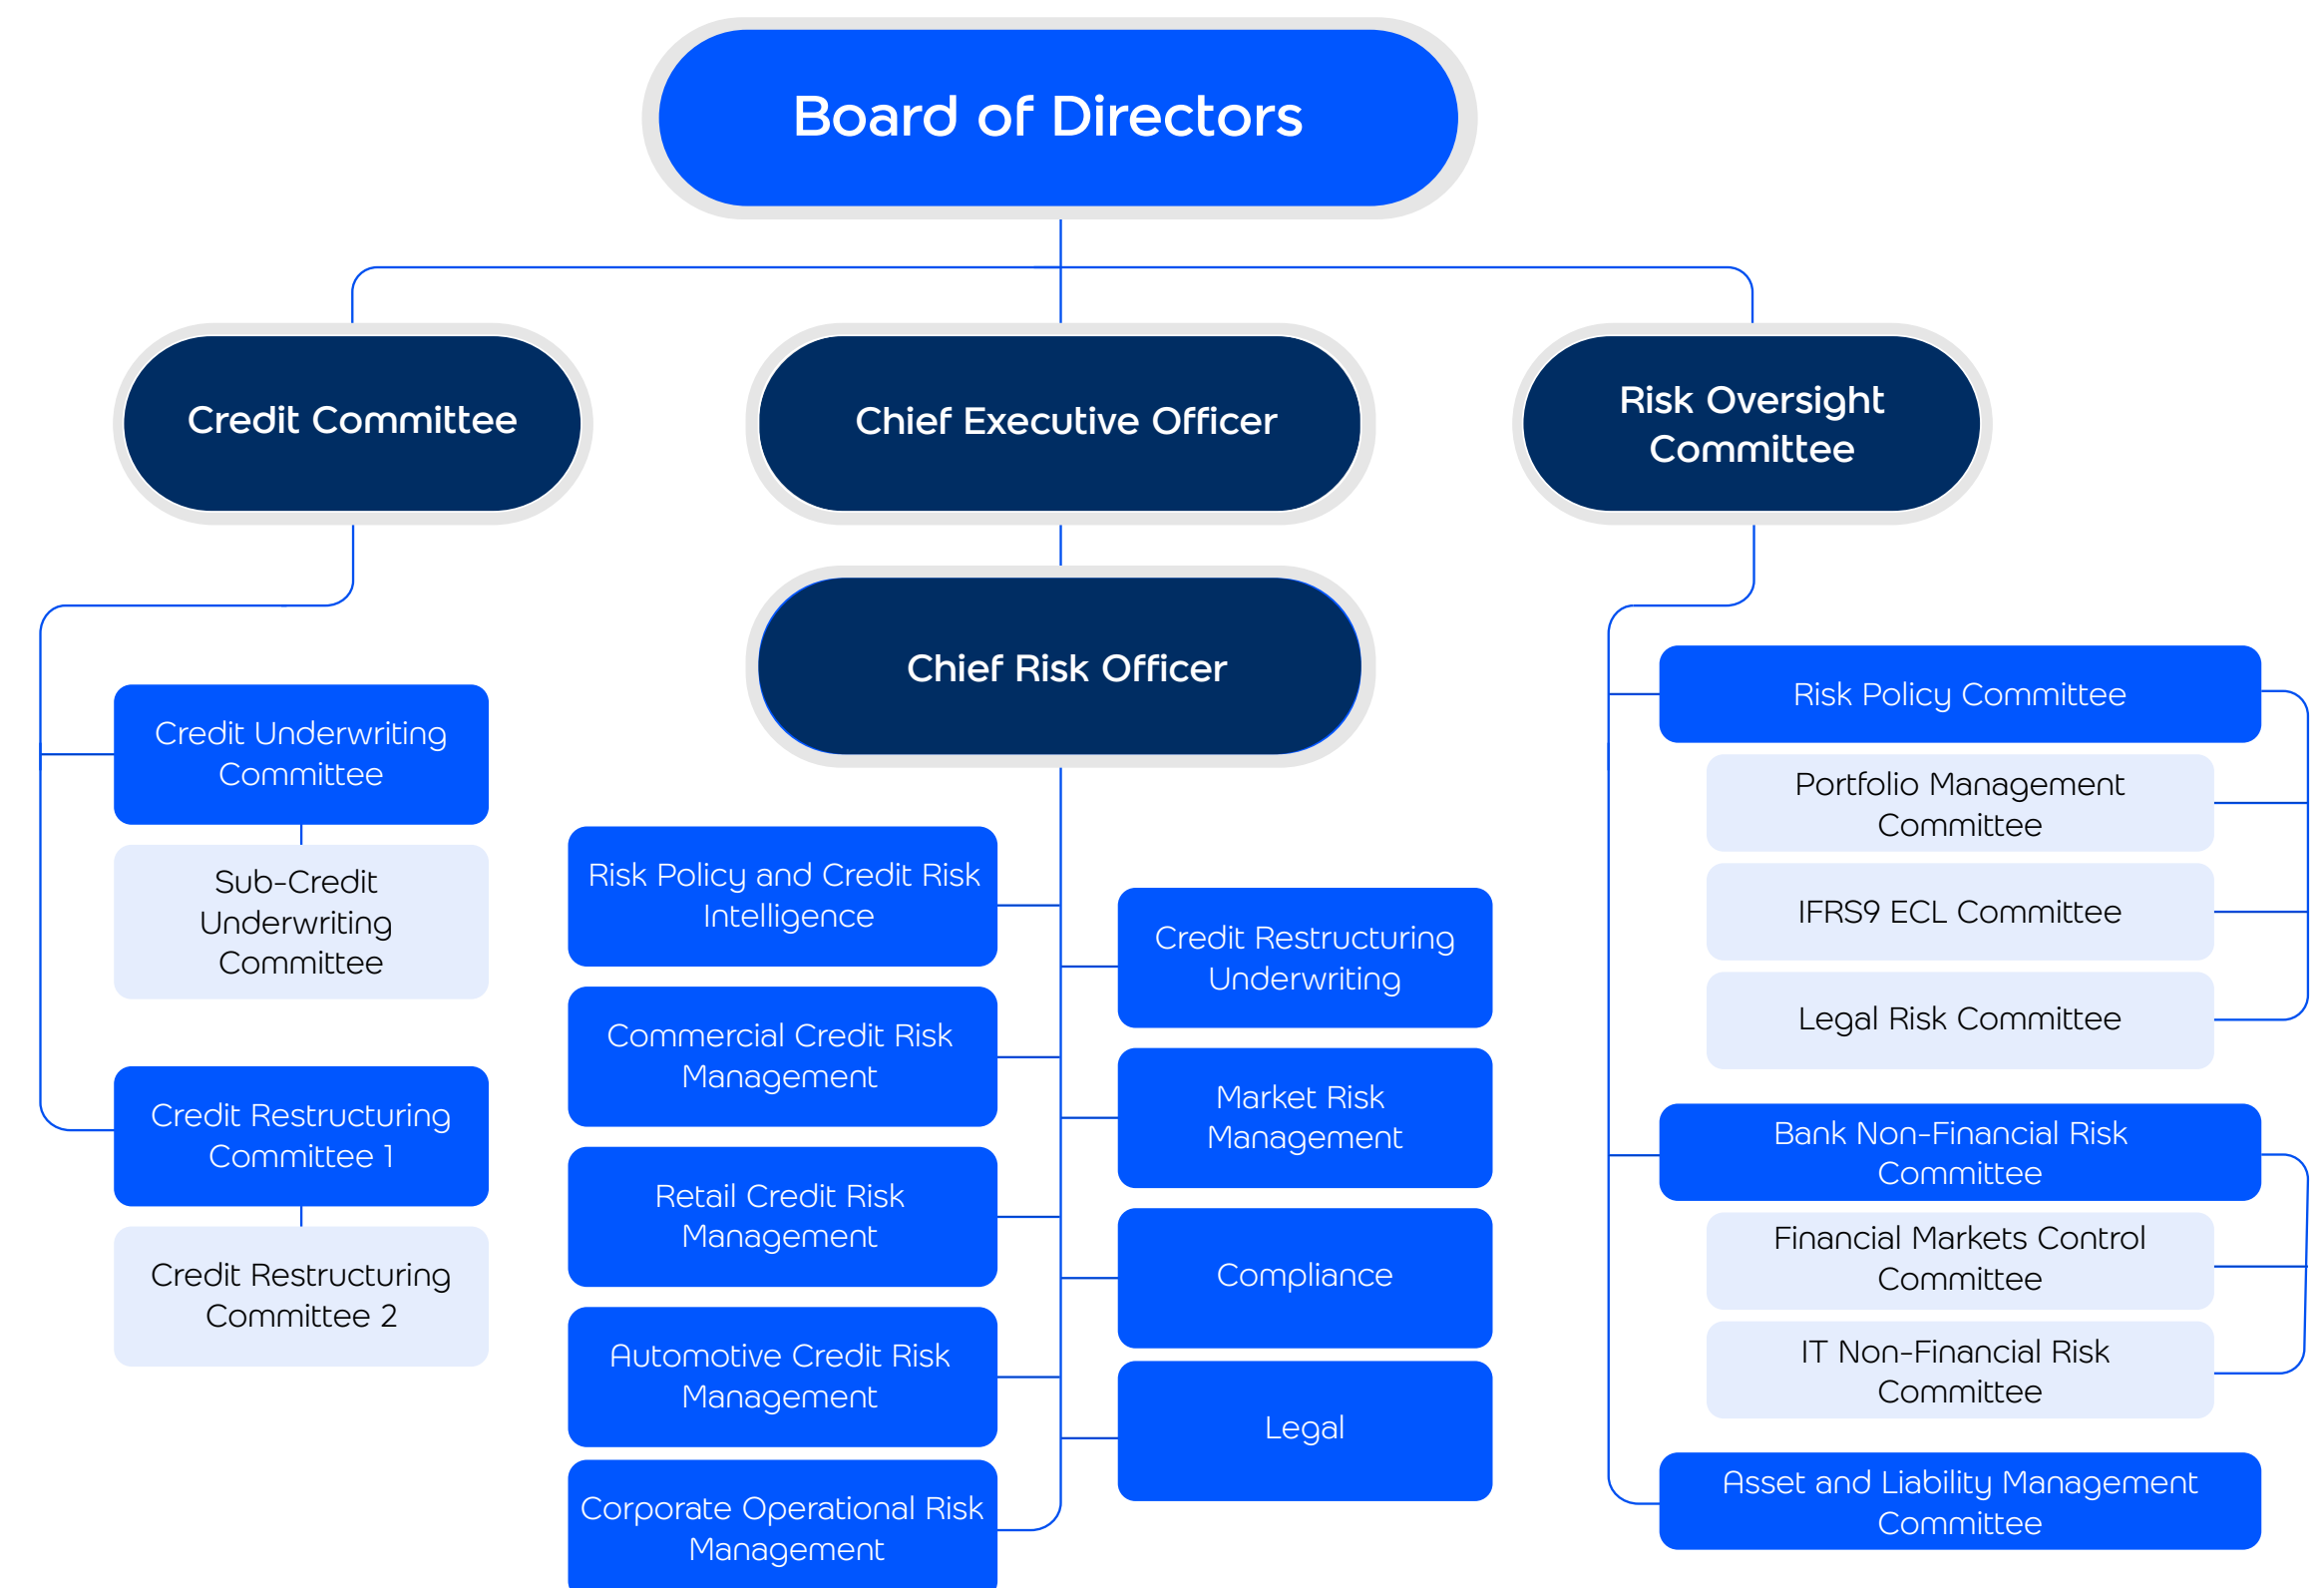 Board of Directors
Credit Committee
Chief Executive Officer
Risk Oversight
Committee
Chief Risk Officer
Credit Underwriting
Committee
Sub-Credit
Underwriting
Committee
Credit Restructuring
Committee 1
Credit Restructuring
Committee 2
Risk Policy and Credit Risk
Intelligence
Commercial Credit Risk
Management
Retail Credit Risk
Management
Automotive Credit Risk
Management
Corporate Operational Risk
Management
Credit Restructuring
Underwriting
Market Risk
Management
Compliance
Legal
Risk Policy Committee
Portfolio Management
Committee
IFRS9 ECL Committee
Legal Risk Committee
Bank Non-Financial Risk
Committee
Financial Markets Control
Committee
IT Non-Financial Risk
Committee
Asset and Liability Management
Committee